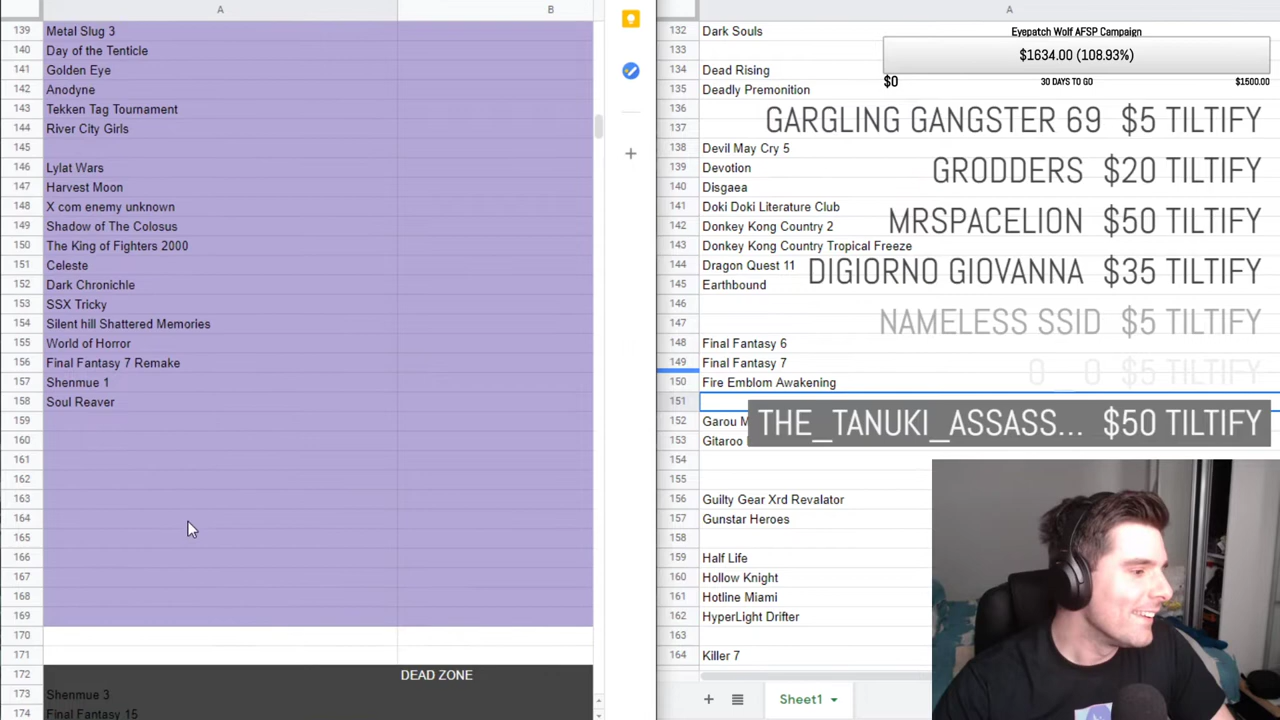 A
B
139 Metal Slug 3
140 Day of the Tenticle
141 Golden Eye
142 Anodyne
143 Tekken Tag Tournament
144 River City Girls
145
146 Lylat Wars
147 Harvest Moon
148 X com enemy unknown
149 Shadow of The Colosus
150 The King of Fighters 2000
151 Celeste
152 Dark Chronichle
153 SSX Tricky
154 Silent hill Shattered Memories
155 World of Horror
156 Final Fantasy 7 Remake
157 Shenmue 1
158 Soul Reaver
159
160
161
162
163
164
165
166
167
168
169
170
171
172 DEAD ZONE
173 Shenmue 3
174 Final Fantasy 15
A
132 Dark Souls
133
134 Dead Rising
135 Deadly Premonition
136
137
138 Devil May Cry 5
139 Devotion
140 Disgaea
141 Doki Doki Literature Club
142 Donkey Kong Country 2
143 Donkey Kong Country Tropical Freeze
144 Dragon Quest 11
145 Earthbound
146
147
148 Final Fantasy 6
149 Final Fantasy 7
150 Fire Emblom Awakening
151
152 Garou M
153 Gitaroo
154
155
156 Guilty Gear Xrd Revalator
157 Gunstar Heroes
158
159 Half Life
160 Hollow Knight
161 Hotline Miami
162 HyperLight Drifter
163
164 Killer 7
Sheet1
Eyepatch Wolf AFSP Campaign
$1634.00 (108.93%)
$0 30 DAYS TO GO $1500.00
GARGLING GANGSTER 69 $5 TILTIFY
GRODDERS $20 TILTIFY
MRSPACELION $50 TILTIFY
DIGIORNO GIOVANNA $35 TILTIFY
NAMELESS SSID $5 TILTIFY
0_0 $5 TILTIFY
THE_TANUKI_ASSASS... $50 TILTIFY